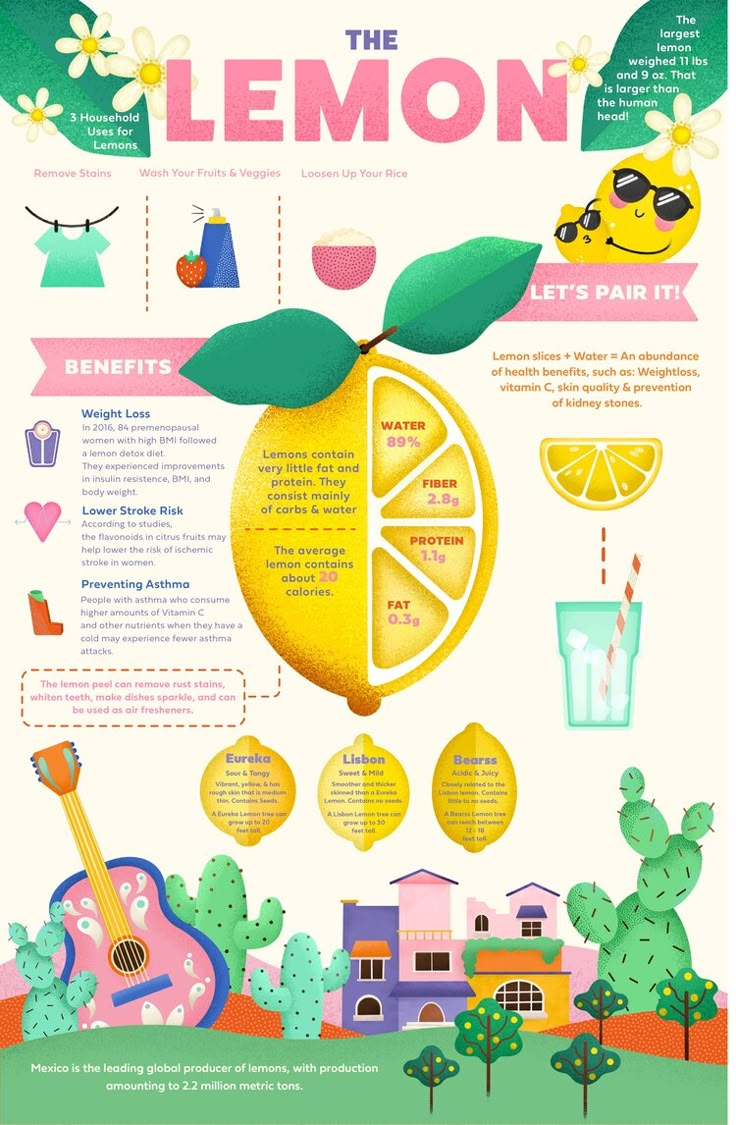 THE
LEMON
3 Household
Uses for
Lemons
The
largest
lemon
weighed 11 lbs
and 9 oz. That
is larger than
the human
head!
Remove Stains
Wash Your Fruits & Veggies
Loosen Up Your Rice
LET'S PAIR IT!
Lemon slices + Water = An abundance
of health benefits, such as: Weightloss,
vitamin C, skin quality & prevention
of kidney stones.
BENEFITS
Weight Loss
In 2016, 84 premenopausal
women with high BMI followed
a lemon detox diet.
They experienced improvements
in insulin resistence, BMI, and
body weight.
Lower Stroke Risk
According to studies,
the flavonoids in citrus fruits may
help lower the risk of ischemic
stroke in women.
Preventing Asthma
People with asthma who consume
higher amounts of Vitamin C
and other nutrients when they have a
cold may experience fewer asthma
attacks.
The lemon peel can remove rust stains,
whiten teeth, make dishes sparkle, and can
be used as air fresheners.
Lemons contain
very little fat and
protein. They
consist mainly
of carbs & water
The average
lemon contains
about 20
calories.
WATER
89%
FIBER
2.8g
PROTEIN
1.1g
FAT
0.3g
Eureka
Sour & Tangy
Vibrant, yellow, & has
rough skin that is medium
thin. Contains Seeds.
A Eureka Lemon tree can
grow up to 20
feet tall.
Lisbon
Sweet & Mild
Smoother and thicker
skinned than a Eureka
Lemon. Contains no seeds.
A Lisbon Lemon tree can
grow up to 30
feet tall.
Bearss
Acidic & Juicy
Closely related to the
Lisbon lemon. Contains
little to no seeds.
A Bearss Lemon tree
can reach between
12 - 18
feet tall.
Mexico is the leading global producer of lemons, with production
amounting to 2.2 million metric tons.